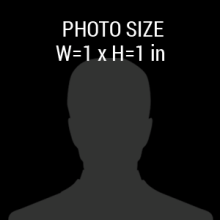 PHOTO SIZE
W=1 x H=1 in